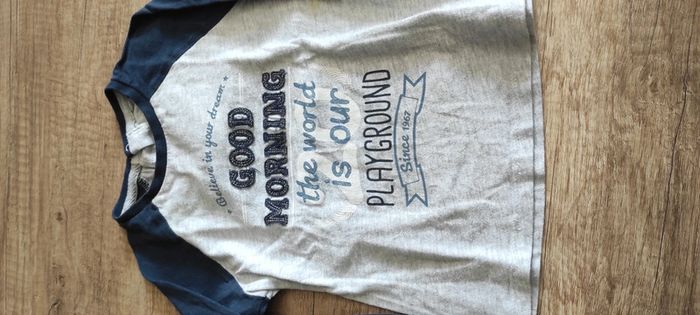 * Believe in your dream *
GOOD
MORNING
the world
is our
PLAYGROUND
Since 1967